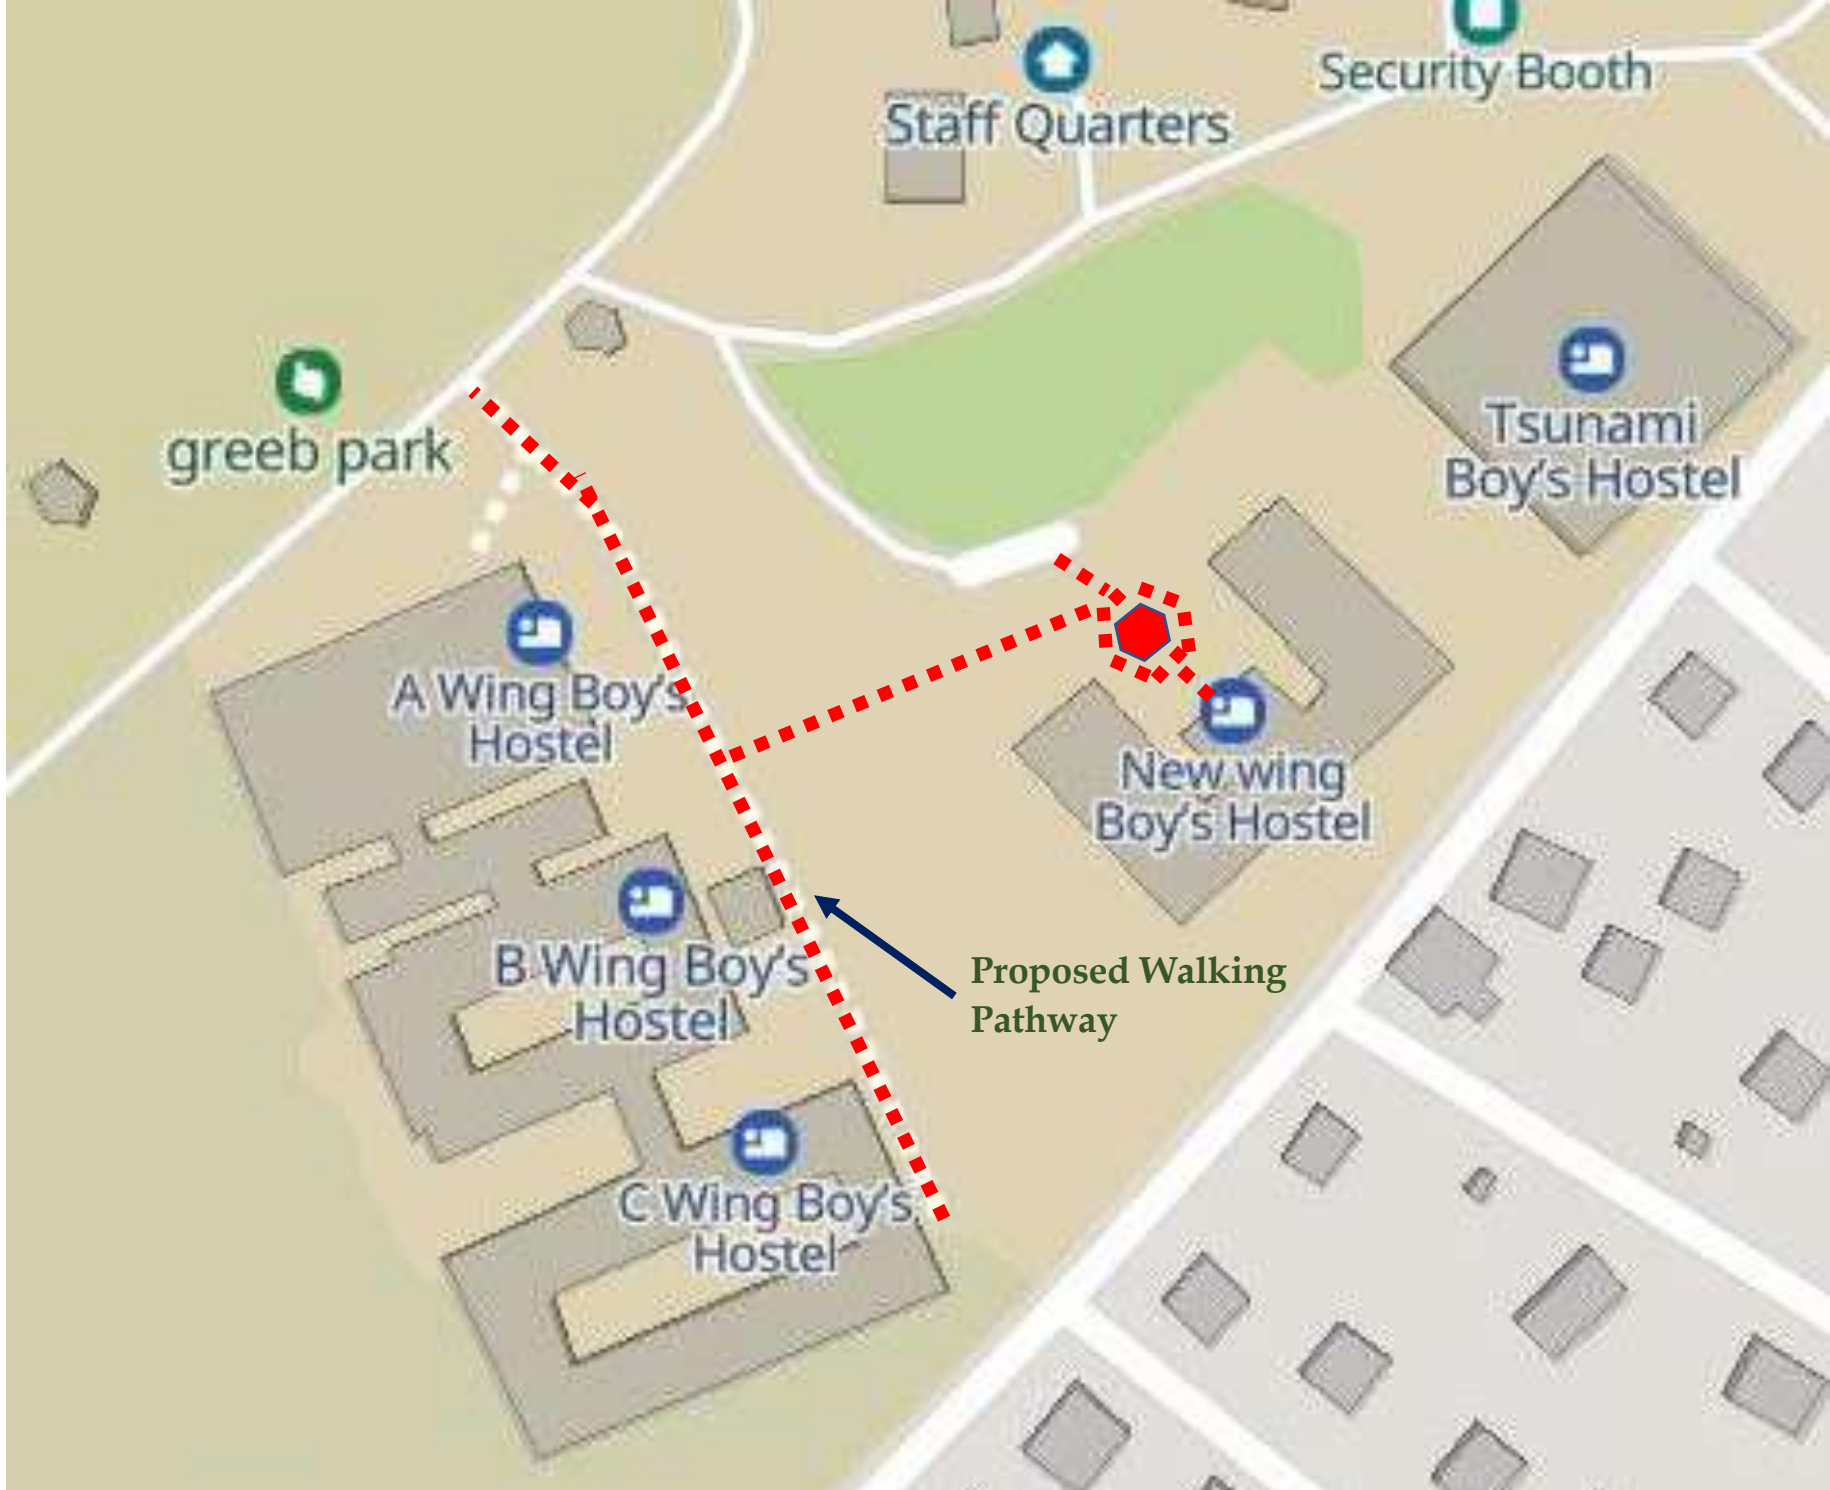 Security Booth
Staff Quarters
Tsunami
Boy's Hostel
greeb park
A Wing Boy's
Hostel
New wing
Boy's Hostel
B Wing Boy's
Hostel
Proposed Walking
Pathway
C Wing Boy's
Hostel